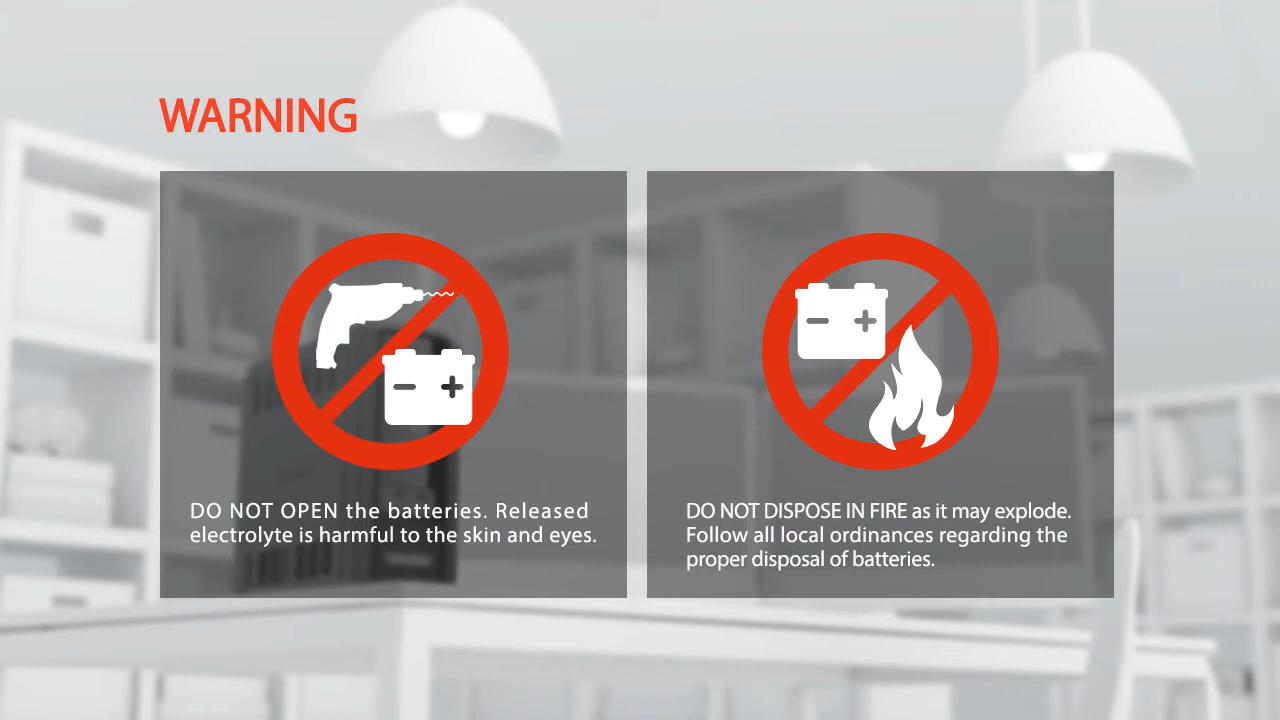 WARNING
DO NOT OPEN the batteries. Released
electrolyte is harmful to the skin and eyes.
DO NOT DISPOSE IN FIRE as it may explode.
Follow all local ordinances regarding the
proper disposal of batteries.